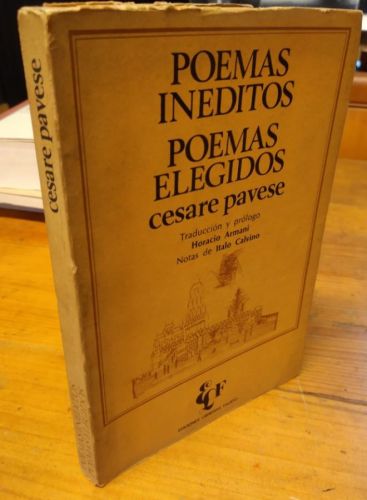 POEMAS
INEDITOS
POEMAS
ELEGIDOS
cesare pavese
Traducción y prólogo
Horacio Armani
Notas de Italo Calvino
cesare pavese